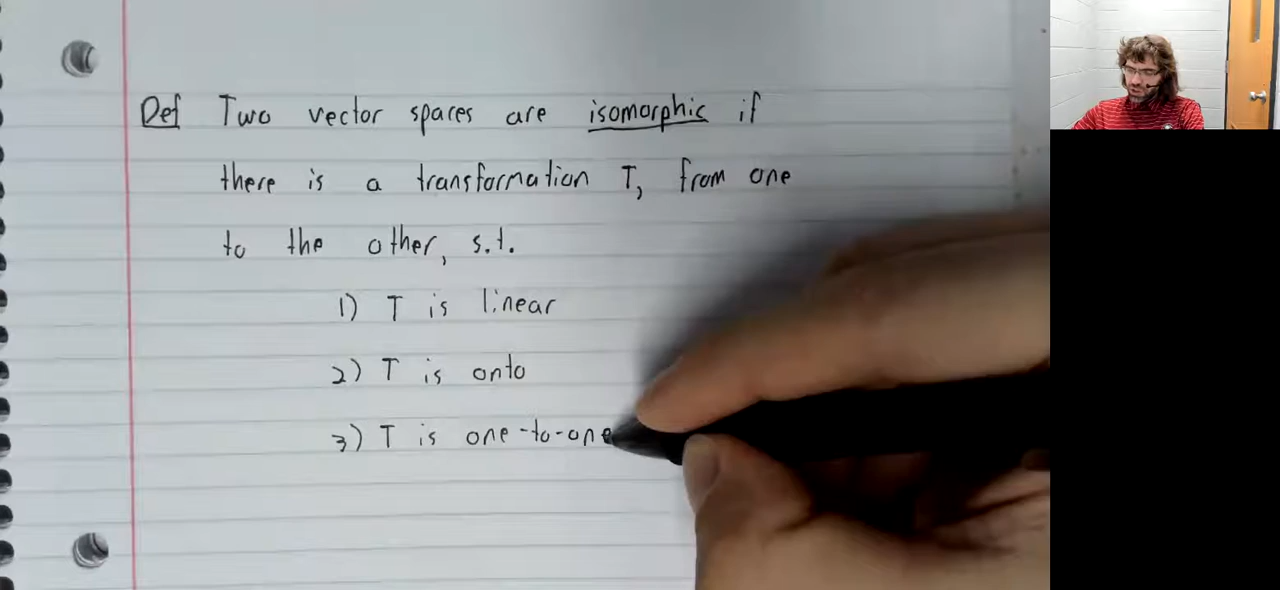 Def Two vector spares are isomorphic if
there is a transformation T, from one
to the other, s.t.
1) T is linear
2) T is onto
3) T is one-to-one